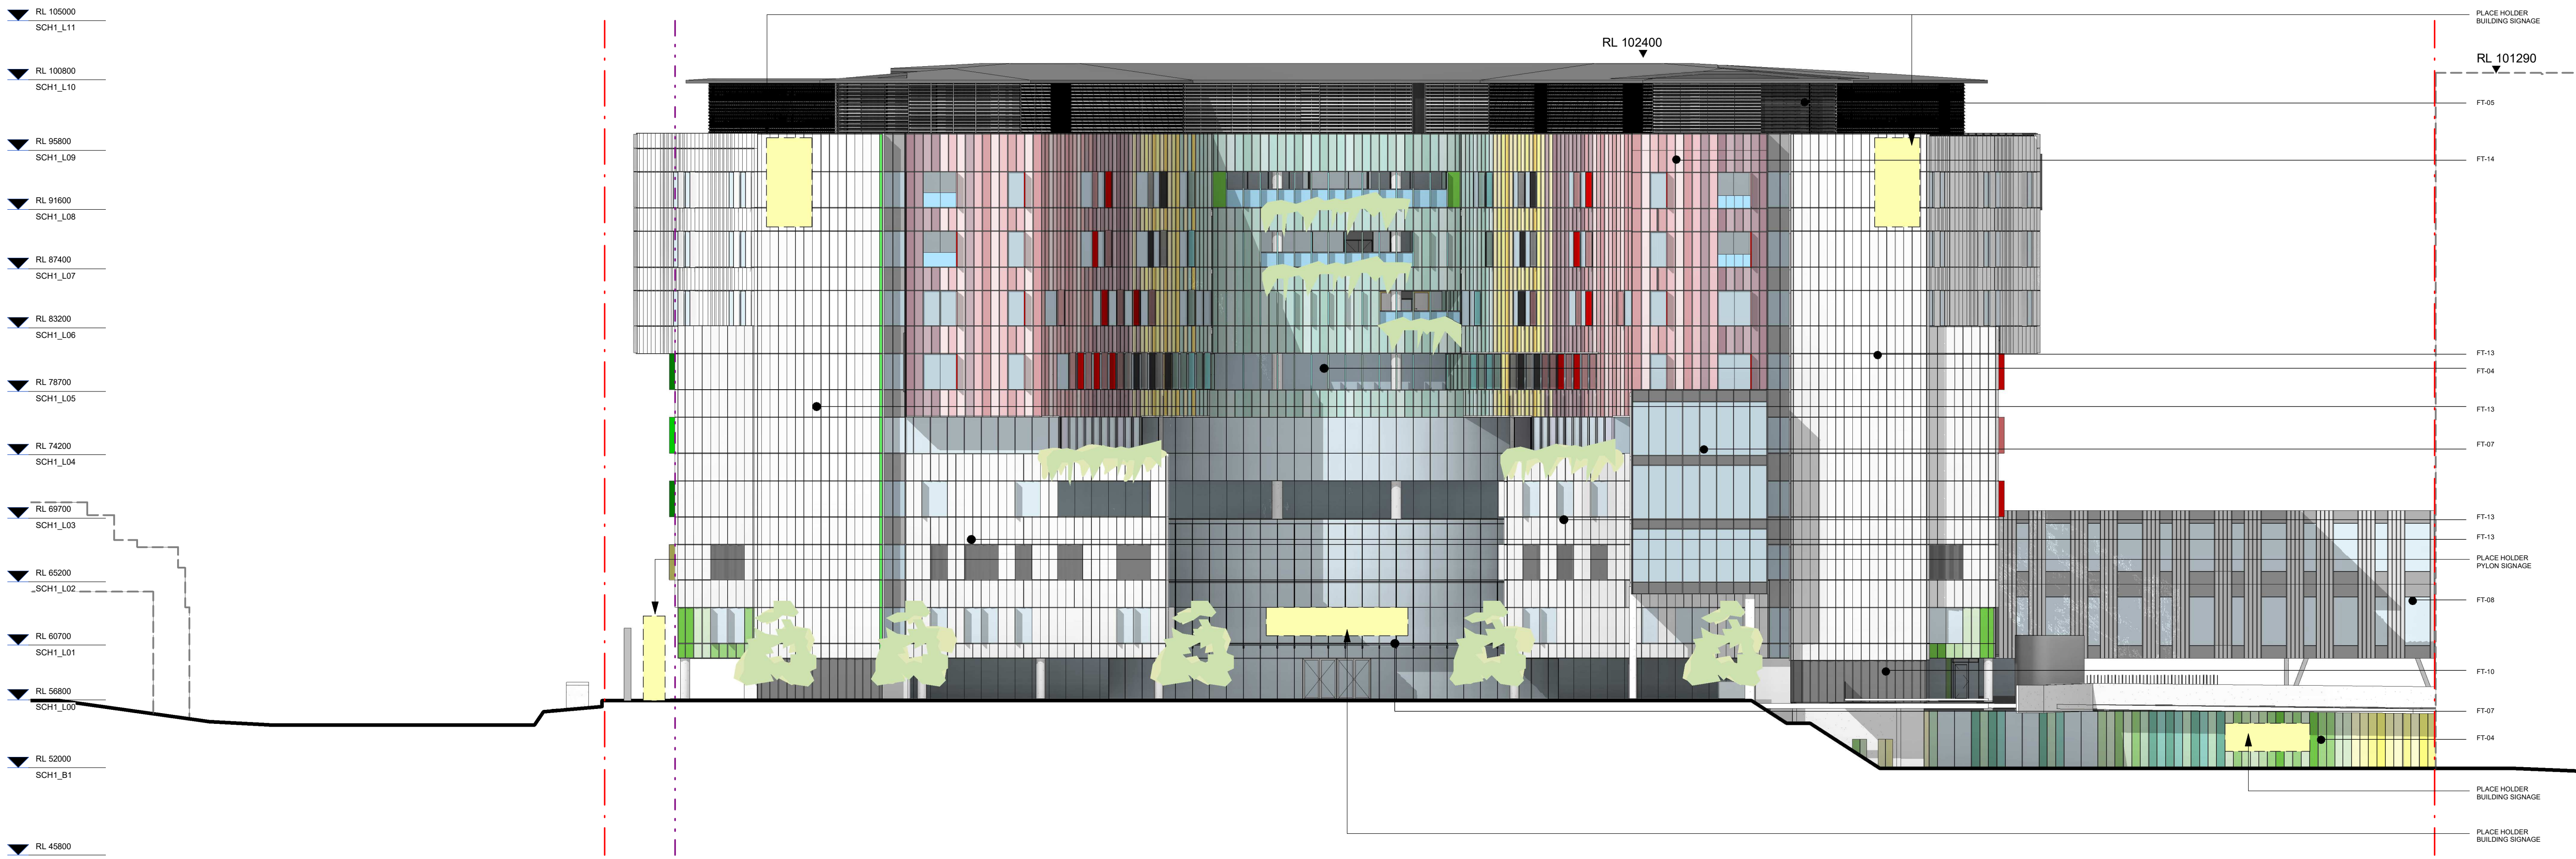 RL 105000
SCH1_L11
RL 100800
SCH1_L10
RL 95800
SCH1_L09
RL 91600
SCH1_L08
RL 87400
SCH1_L07
RL 83200
SCH1_L06
RL 78700
SCH1_L05
RL 74200
SCH1_L04
RL 69700
SCH1_L03
RL 65200
SCH1_L02
RL 60700
SCH1_L01
RL 56800
SCH1_L00
RL 52000
SCH1_B1
RL 45800
RL 102400
PLACE HOLDER
BUILDING SIGNAGE
RL 101290
FT-05
FT-14
FT-13
FT-04
FT-13
FT-07
FT-13
FT-13
PLACE HOLDER
PYLON SIGNAGE
FT-08
FT-10
FT-07
FT-04
PLACE HOLDER
BUILDING SIGNAGE
PLACE HOLDER
BUILDING SIGNAGE